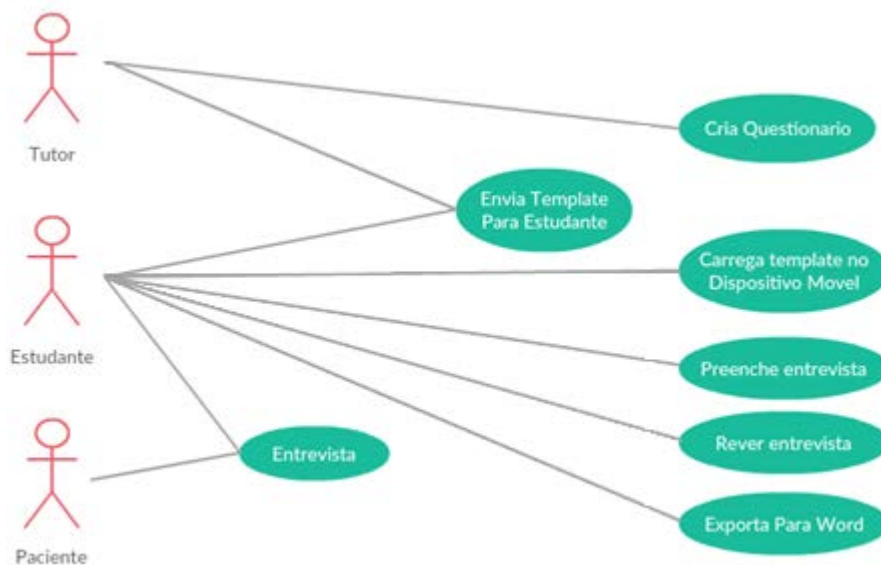 Tutor
Cria Questionario
Envia Template
Para Estudante
Carrega template no
Dispositivo Movel
Estudante
Preenche entrevista
Rever entrevista
Entrevista
Exporta Para Word
Paciente